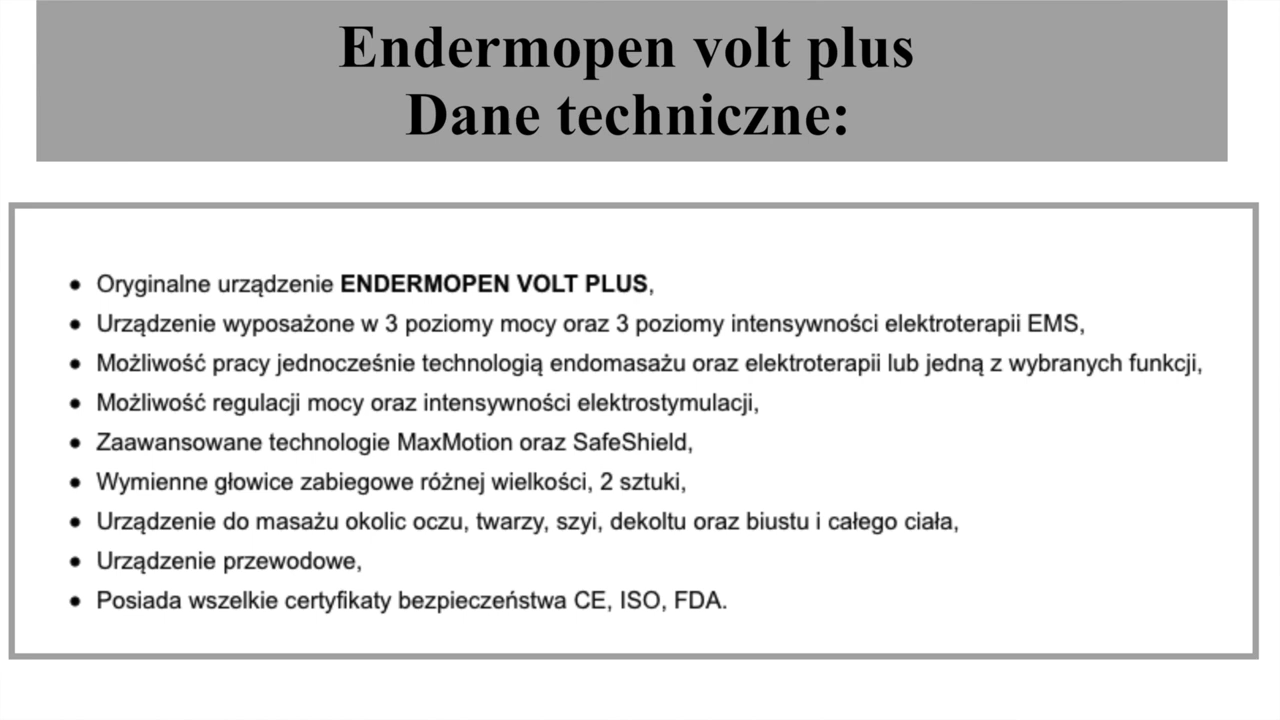 Endermopen volt plus
Dane techniczne:
• Oryginalne urządzenie ENDERMOPEN VOLT PLUS,
• Urządzenie wyposażone w 3 poziomy mocy oraz 3 poziomy intensywności elektroterapii EMS,
• Możliwość pracy jednocześnie technologią endomasażu oraz elektroterapii lub jedną z wybranych funkcji,
• Możliwość regulacji mocy oraz intensywności elektrostymulacji,
• Zaawansowane technologie MaxMotion oraz SafeShield,
• Wymienne głowice zabiegowe różnej wielkości, 2 sztuki,
• Urządzenie do masażu okolic oczu, twarzy, szyi, dekoltu oraz biustu i całego ciała,
• Urządzenie przewodowe,
• Posiada wszelkie certyfikaty bezpieczeństwa CE, ISO, FDA.